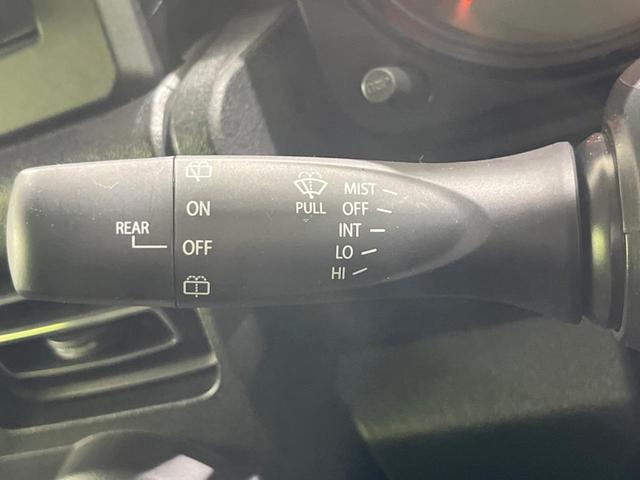 ON
REAR
OFF
PULL
MIST
OFF
INT
LO
HI